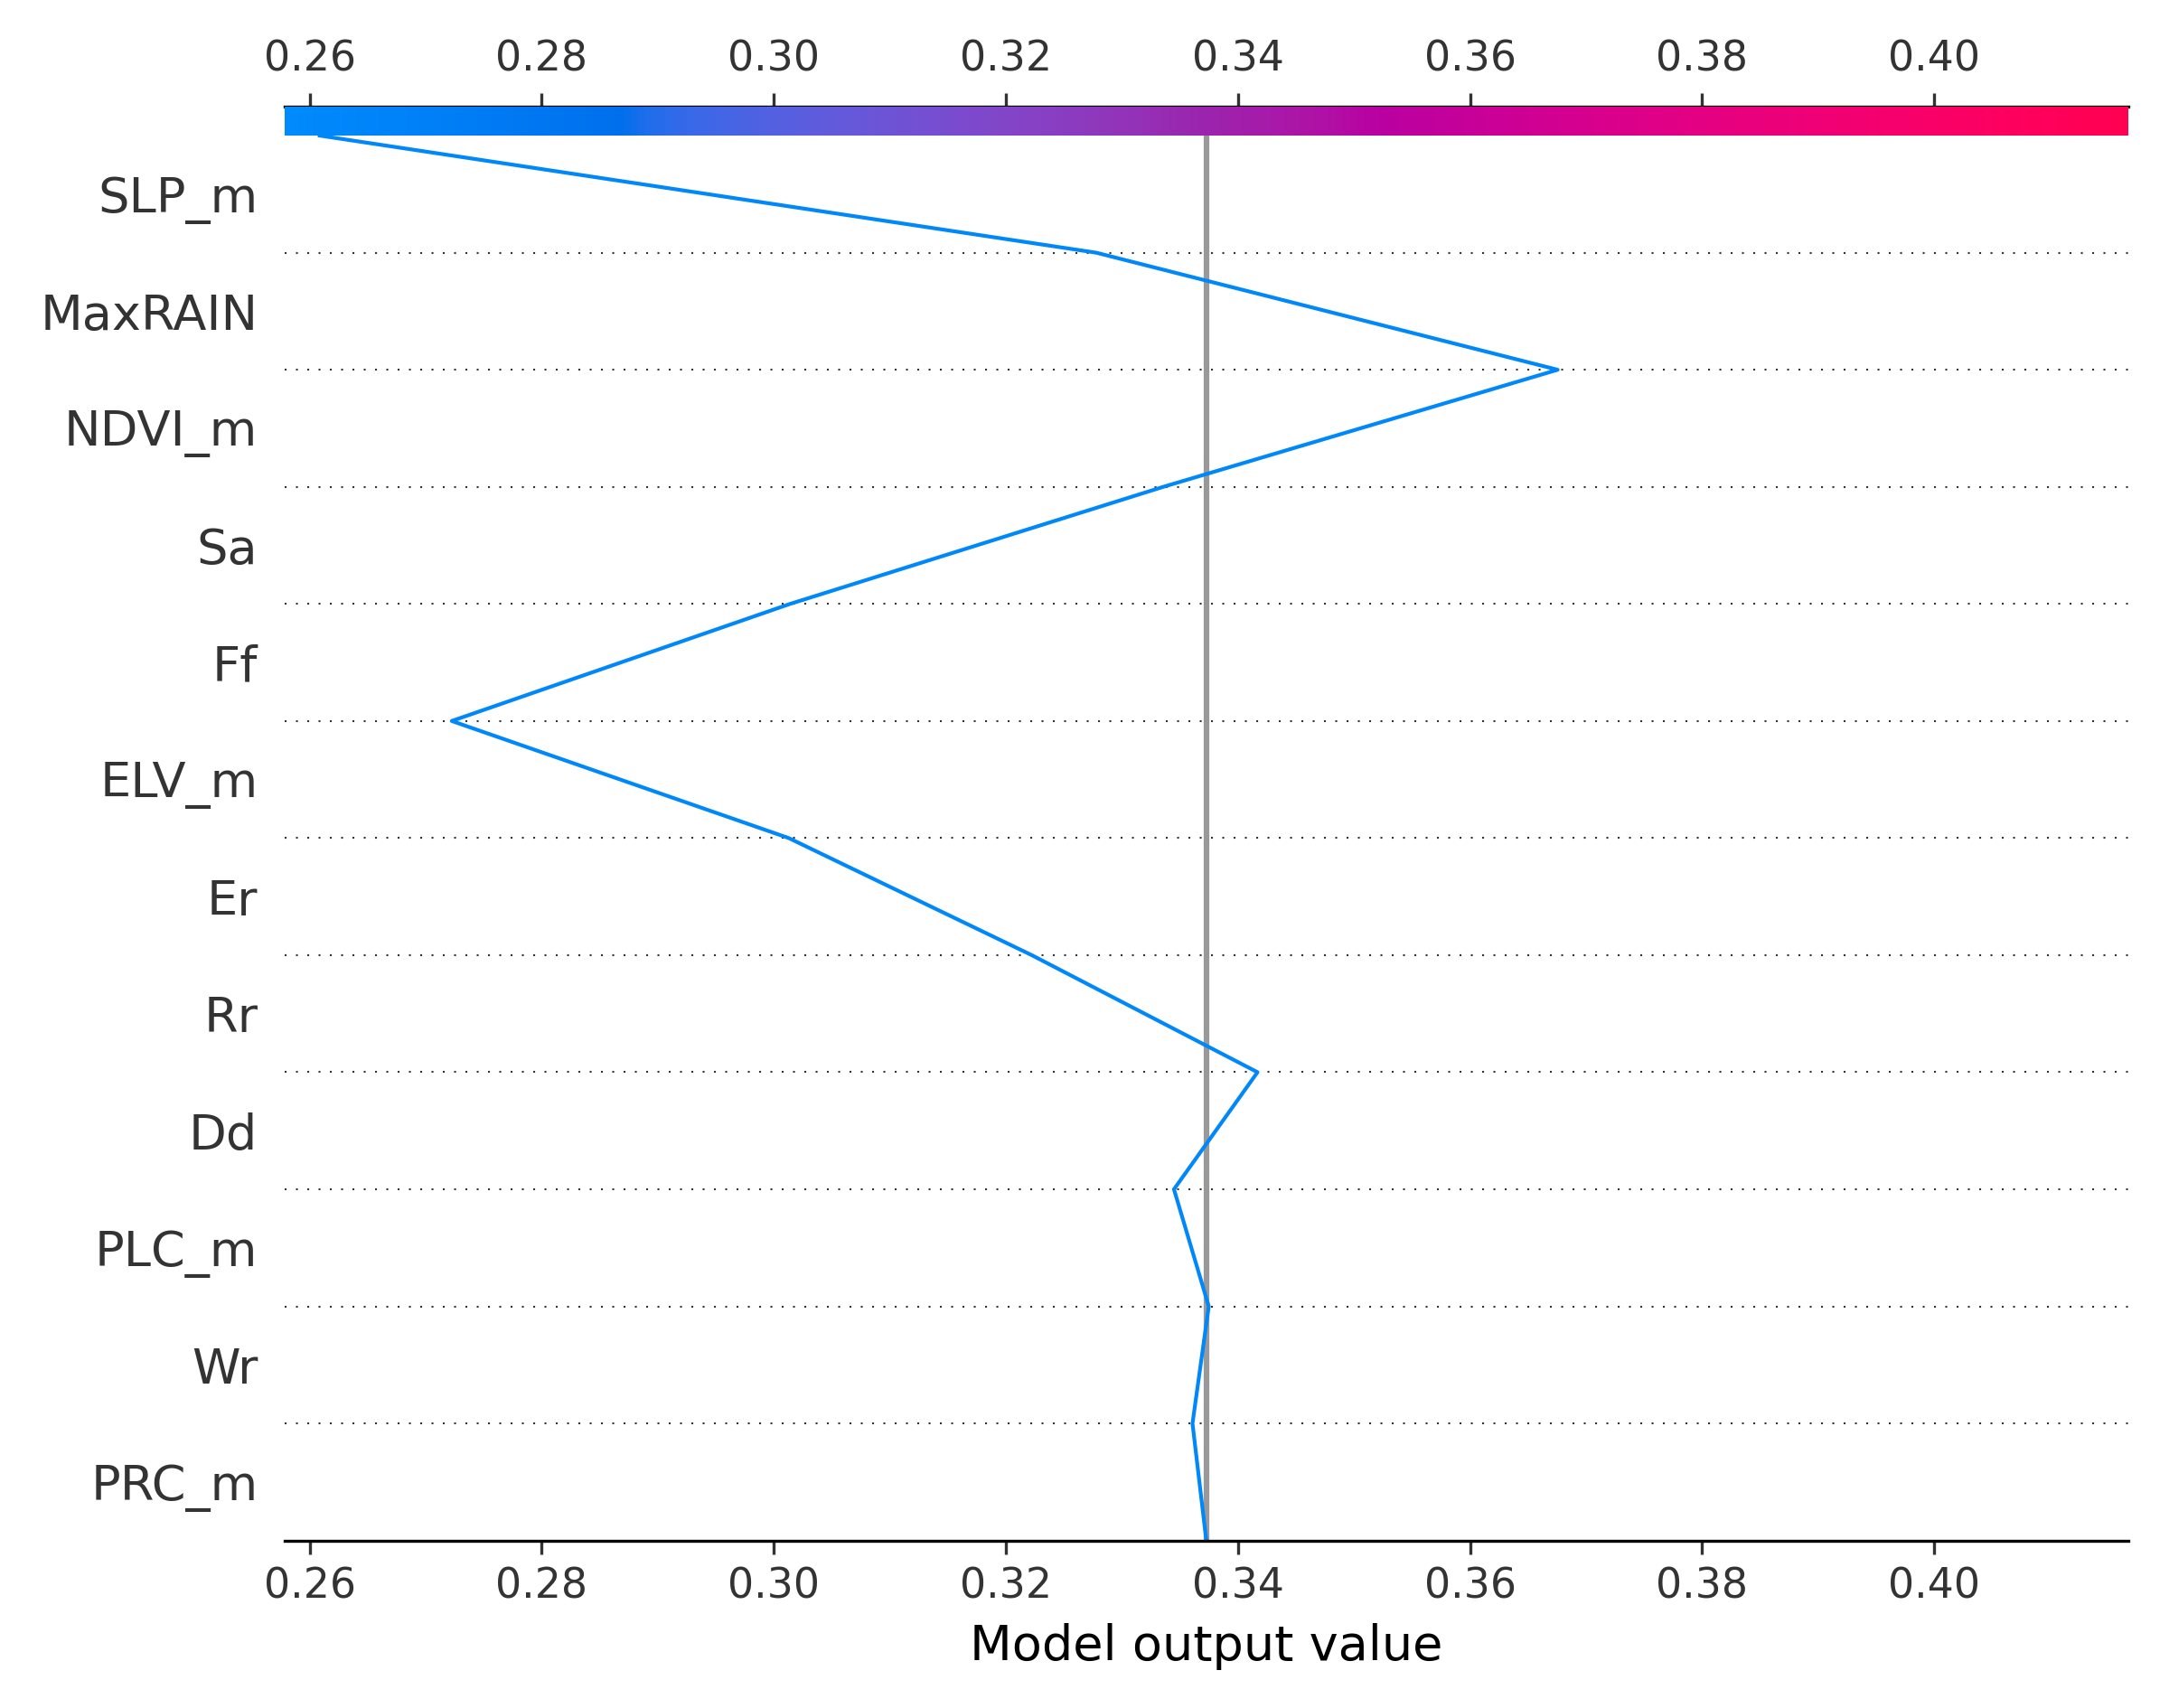 0.26 0.28 0.30 0.32 0.34 0.36 0.38 0.40
SLP_m
MaxRAIN
NDVI_m
Sa
Ff
ELV_m
Er
Rr
Dd
PLC_m
Wr
PRC_m
0.26 0.28 0.30 0.32 0.34 0.36 0.38 0.40
Model output value